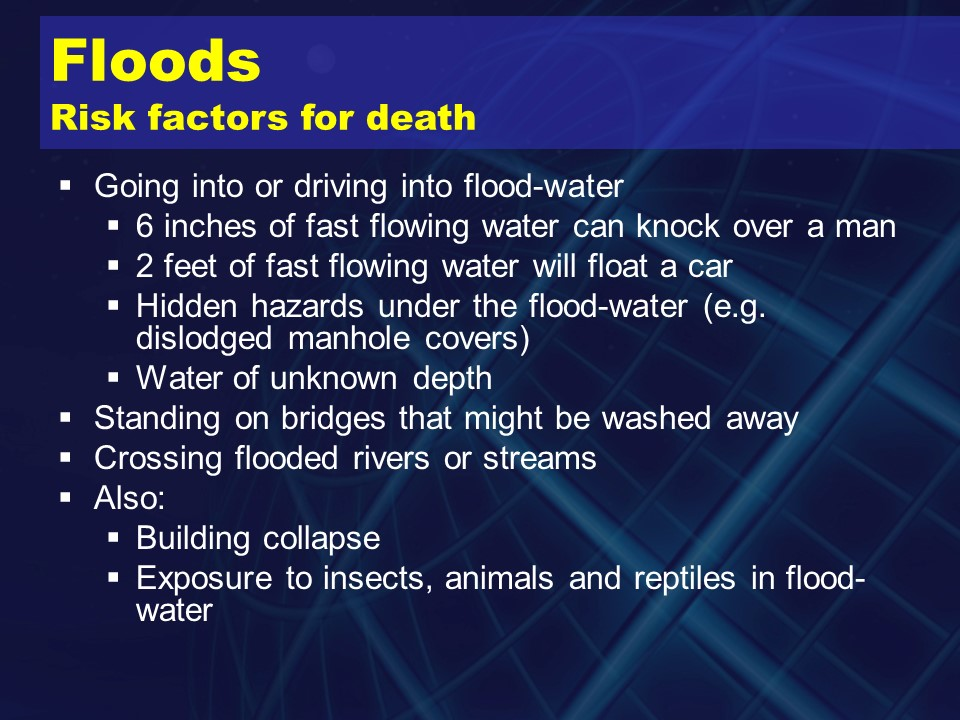 Floods
Risk factors for death
▪ Going into or driving into flood-water
▪ 6 inches of fast flowing water can knock over a man
▪ 2 feet of fast flowing water will float a car
▪ Hidden hazards under the flood-water (e.g.
dislodged manhole covers)
▪ Water of unknown depth
▪ Standing on bridges that might be washed away
▪ Crossing flooded rivers or streams
▪ Also:
▪ Building collapse
▪ Exposure to insects, animals and reptiles in flood-
water